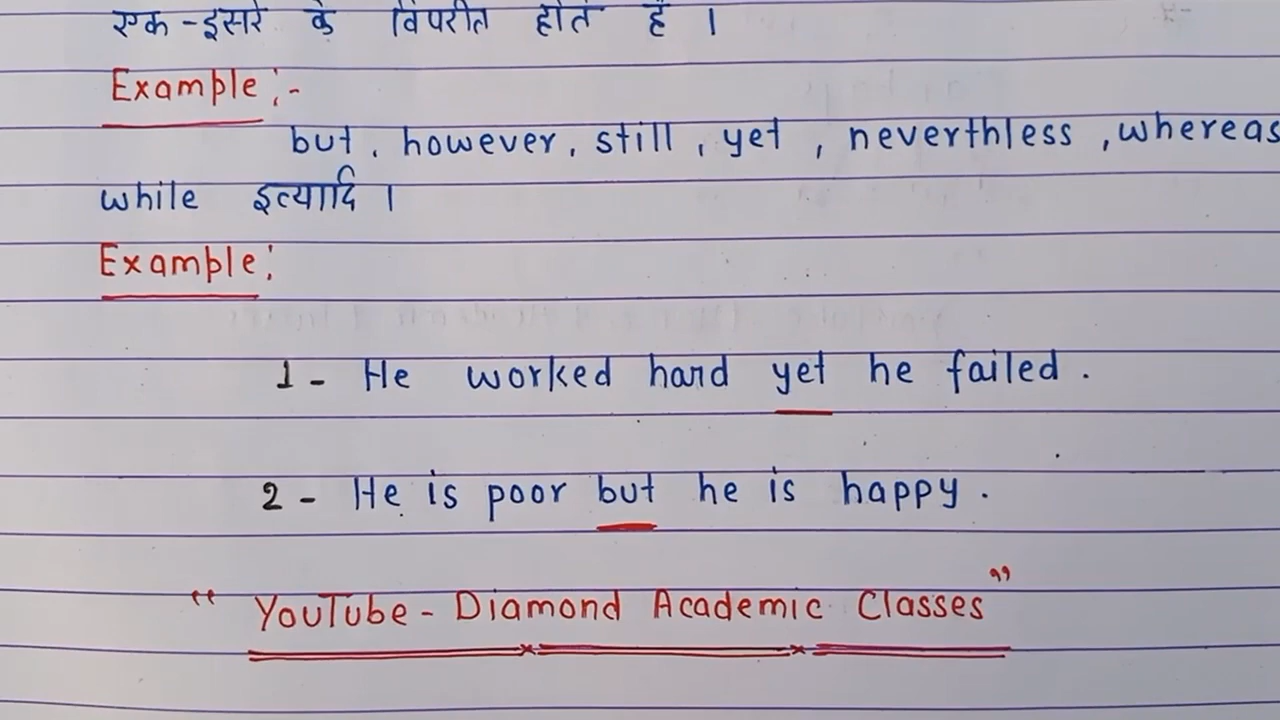 एक-दूसरे के विपरीत होते हैं ।
Example :-
but, however, still, yet, neverthless, whereas
while इत्यादि ।
Example :
1 - He worked hard yet he failed.
2 - He is poor but he is happy.
"YouTube - Diamond Academic Classes"